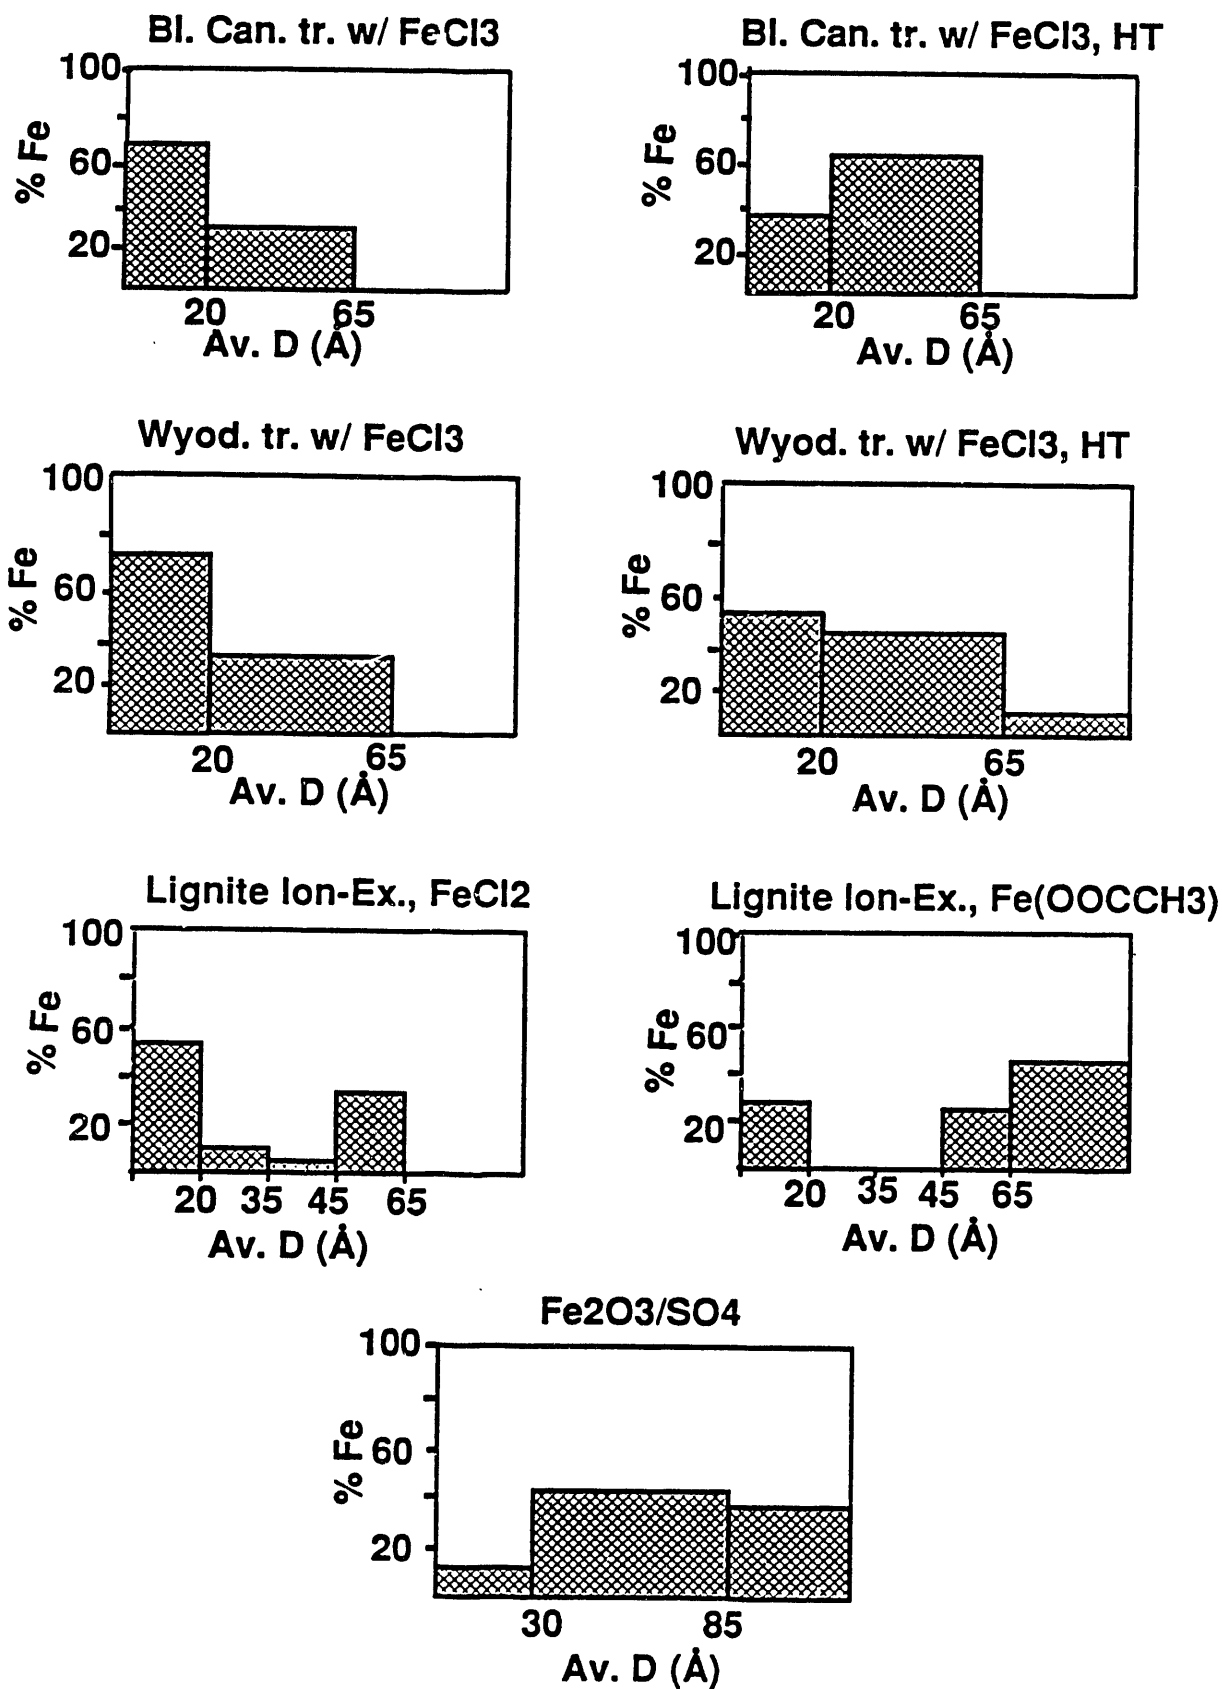 Bl. Can. tr. w/ FeCl3
100
60
20
% Fe
20 65
Av. D (Å)
Bl. Can. tr. w/ FeCl3, HT
100
60
20
% Fe
20 65
Av. D (Å)
Wyod. tr. w/ FeCl3
100
60
20
% Fe
20 65
Av. D (Å)
Wyod. tr. w/ FeCl3, HT
100
60
20
% Fe
20 65
Av. D (Å)
Lignite Ion-Ex., FeCl2
100
60
20
% Fe
20 35 45 65
Av. D (Å)
Lignite Ion-Ex., Fe(OOCCH3)
100
60
20
% Fe
20 35 45 65
Av. D (Å)
Fe2O3/SO4
100
60
20
% Fe
30 85
Av. D (Å)